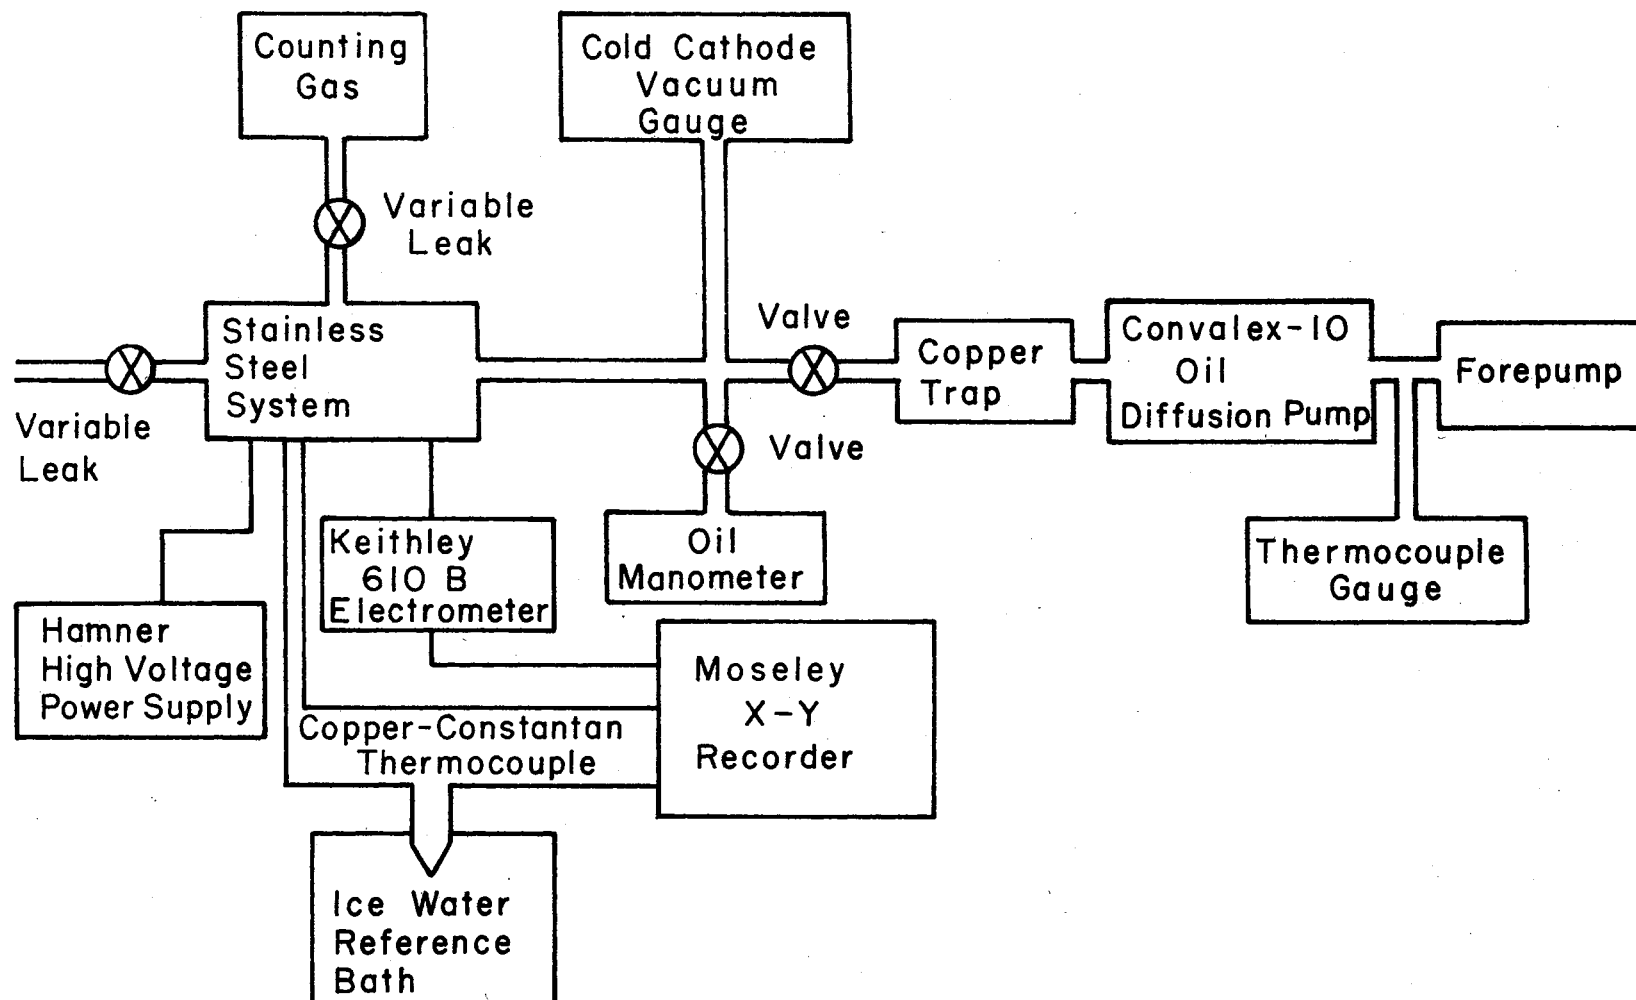 Counting
Gas
Cold Cathode
Vacuum
Gauge
Variable
Leak
Stainless
Steel
System
Variable
Leak
Valve
Copper
Trap
Convalex-10
Oil
Diffusion Pump
Forepump
Valve
Oil
Manometer
Thermocouple
Gauge
Keithley
610 B
Electrometer
Hamner
High Voltage
Power Supply
Moseley
X-Y
Recorder
Copper-Constantan
Thermocouple
Ice Water
Reference
Bath